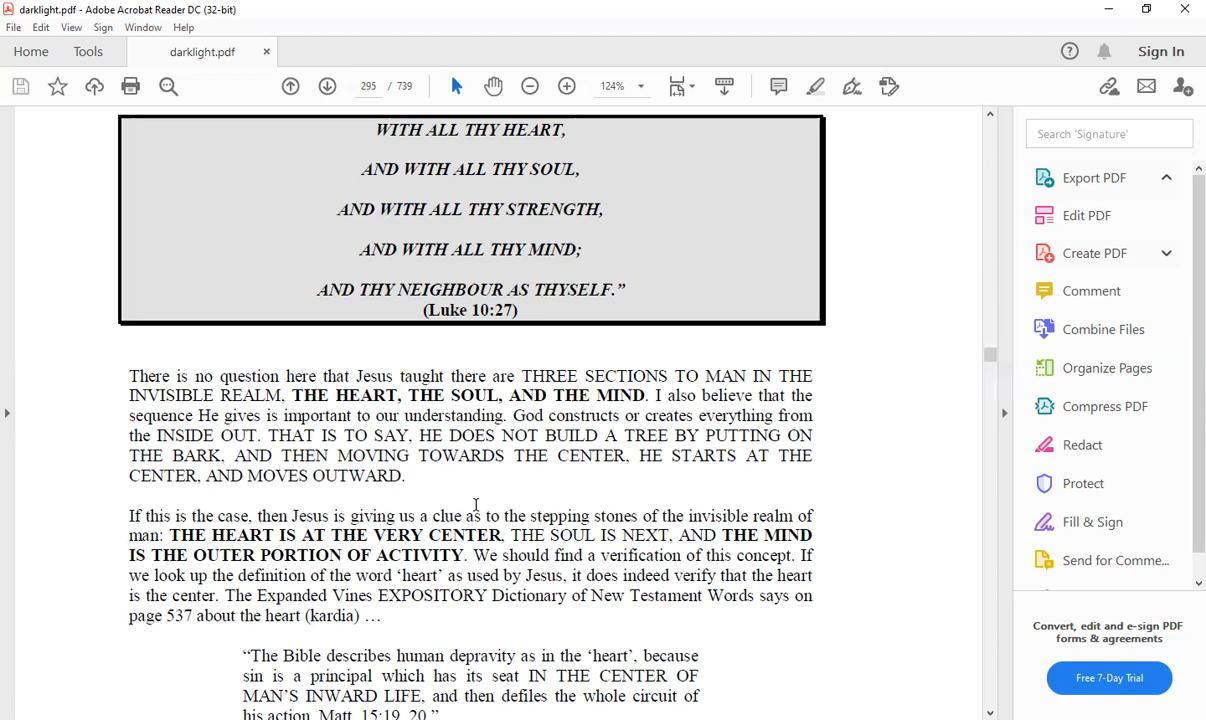 darklight.pdf - Adobe Acrobat Reader DC (32-bit)
File Edit View Sign Window Help
Home Tools darklight.pdf × Sign In
295 / 739 124%
WITH ALL THY HEART,
AND WITH ALL THY SOUL,
AND WITH ALL THY STRENGTH,
AND WITH ALL THY MIND;
AND THY NEIGHBOUR AS THYSELF.”
(Luke 10:27)
There is no question here that Jesus taught there are THREE SECTIONS TO MAN IN THE
INVISIBLE REALM, THE HEART, THE SOUL, AND THE MIND. I also believe that the
sequence He gives is important to our understanding. God constructs or creates everything from
the INSIDE OUT. THAT IS TO SAY, HE DOES NOT BUILD A TREE BY PUTTING ON
THE BARK, AND THEN MOVING TOWARDS THE CENTER, HE STARTS AT THE
CENTER, AND MOVES OUTWARD.
If this is the case, then Jesus is giving us a clue as to the stepping stones of the invisible realm of
man: THE HEART IS AT THE VERY CENTER, THE SOUL IS NEXT, AND THE MIND
IS THE OUTER PORTION OF ACTIVITY. We should find a verification of this concept. If
we look up the definition of the word ‘heart’ as used by Jesus, it does indeed verify that the heart
is the center. The Expanded Vines EXPOSITORY Dictionary of New Testament Words says on
page 537 about the heart (kardia) …
“The Bible describes human depravity as in the ‘heart’, because
sin is a principal which has its seat IN THE CENTER OF
MAN’S INWARD LIFE, and then defiles the whole circuit of
his action. Matt. 15:19, 20.”
Search 'Signature'
Export PDF
Edit PDF
Create PDF
Comment
Combine Files
Organize Pages
Compress PDF
Redact
Protect
Fill & Sign
Send for Comme...
Convert, edit and e-sign PDF
forms & agreements
Free 7-Day Trial